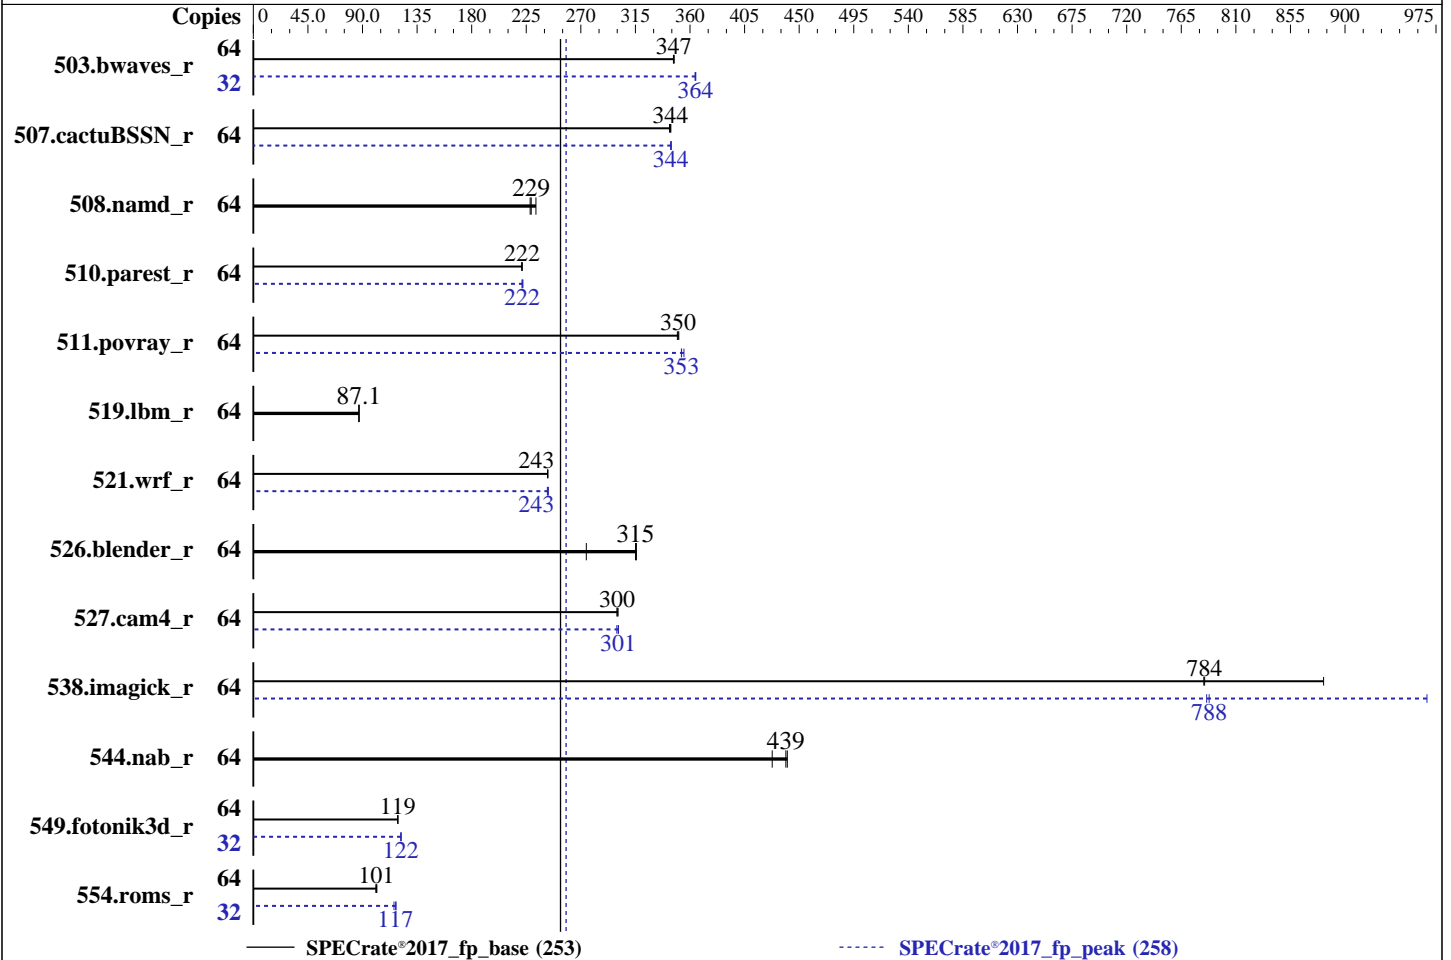 Copies 0 45.0 90.0 135 180 225 270 315 360 405 450 495 540 585 630 675 720 765 810 855 900 975
503.bwaves_r 64 347
32 364
507.cactuBSSN_r 64 344
344
508.namd_r 64 229
510.parest_r 64 222
222
511.povray_r 64 350
353
519.lbm_r 64 87.1
521.wrf_r 64 243
243
526.blender_r 64 315
527.cam4_r 64 300
301
538.imagick_r 64 784
788
544.nab_r 64 439
549.fotonik3d_r 64 119
32 122
554.roms_r 64 101
32 117
SPECrate®2017_fp_base (253) SPECrate®2017_fp_peak (258)